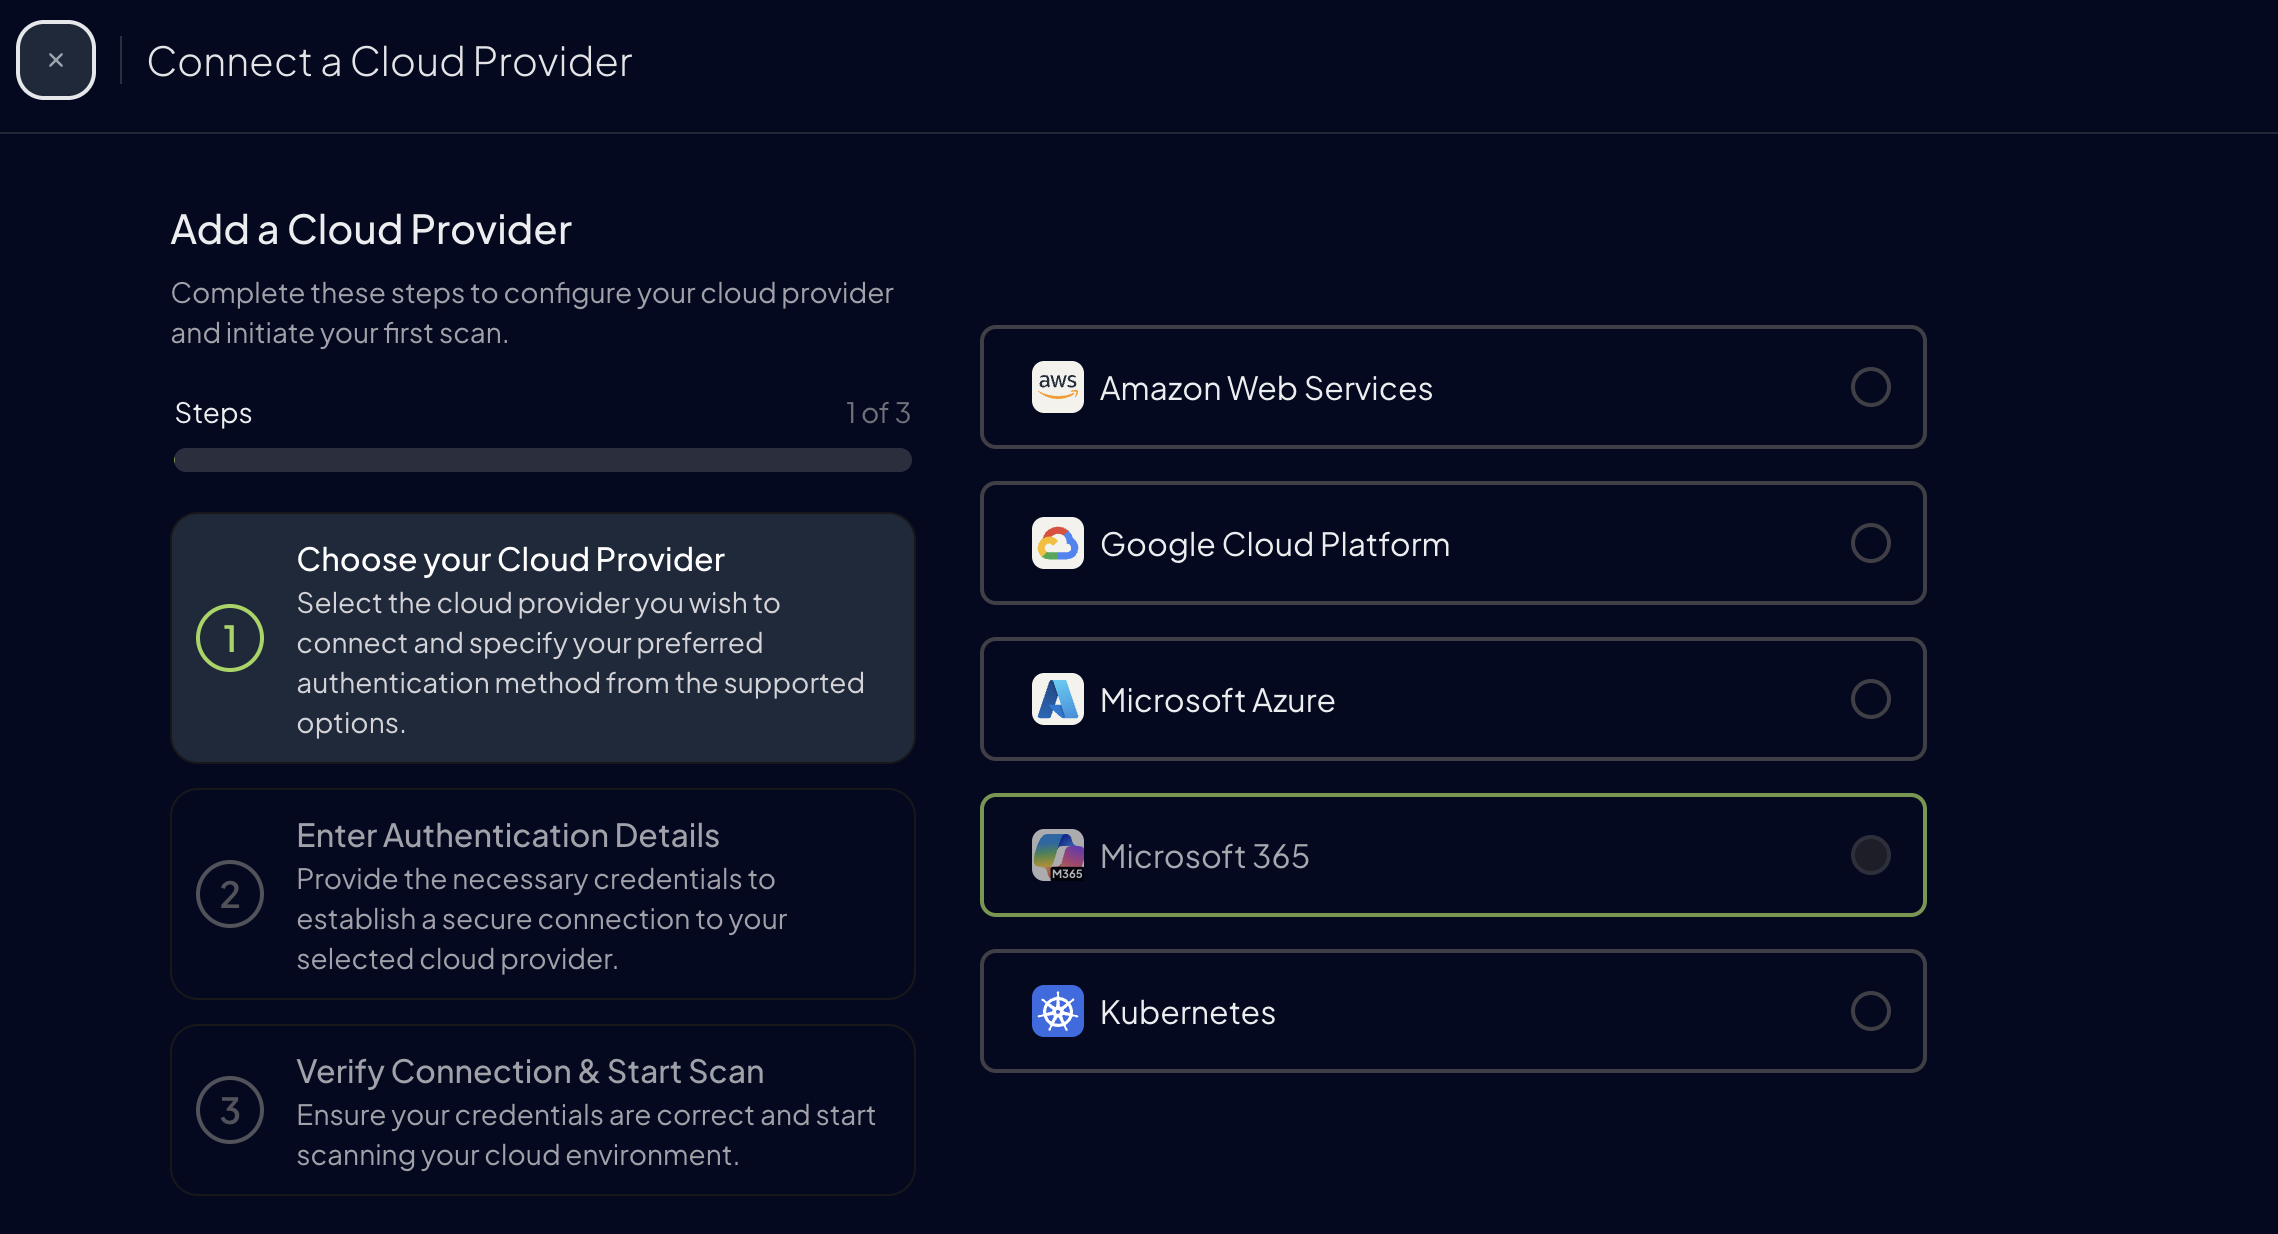 Connect a Cloud Provider
Add a Cloud Provider
Complete these steps to configure your cloud provider
and initiate your first scan.
Steps
1 of 3
1
Choose your Cloud Provider
Select the cloud provider you wish to
connect and specify your preferred
authentication method from the supported
options.
2
Enter Authentication Details
Provide the necessary credentials to
establish a secure connection to your
selected cloud provider.
3
Verify Connection & Start Scan
Ensure your credentials are correct and start
scanning your cloud environment.
aws
Amazon Web Services
Google Cloud Platform
Microsoft Azure
M365
Microsoft 365
Kubernetes